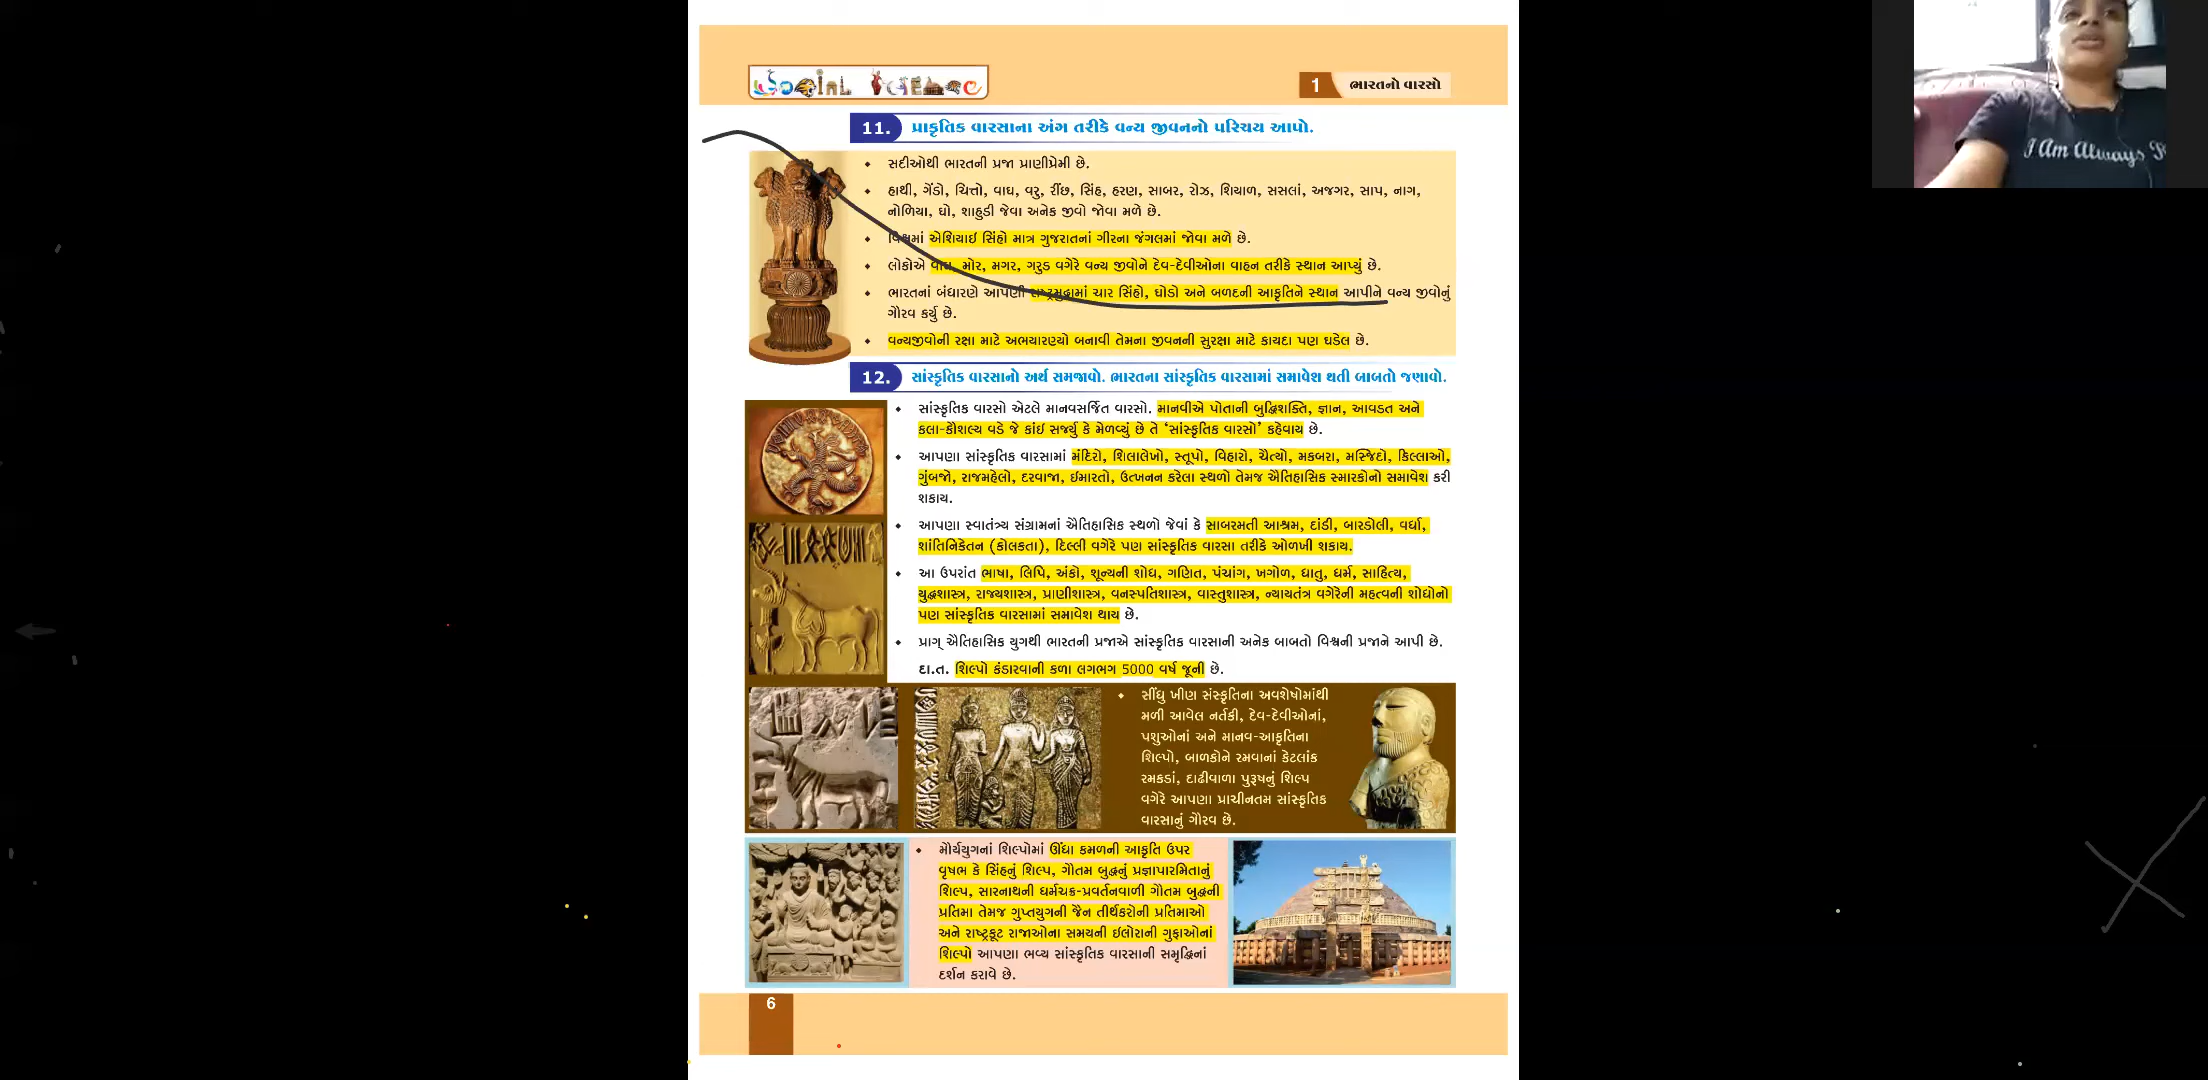 Social Science
1 ભારતનો વારસો
11. પ્રાકૃતિક વારસાના અંગ તરીકે વન્ય જીવનનો પરિચય આપો.
સદીઓથી ભારતની પ્રજા પ્રાણીપ્રેમી છે.
હાથી, ગેંડો, ચિત્તો, વાઘ, વરુ, રીંછ, સિંહ, હરણ, સાબર, રોઝ, શિયાળ, સસલાં, અજગર, સાપ, નાગ,
નોળિયા, ઘો, શાહુડી જેવા અનેક જીવો જોવા મળે છે.
વિશ્વમાં એશિયાઈ સિંહો માત્ર ગુજરાતનાં ગીરના જંગલમાં જોવા મળે છે.
લોકોએ વાઘ, મોર, મગર, ગરુડ વગેરે વન્ય જીવોને દેવ-દેવીઓના વાહન તરીકે સ્થાન આપ્યું છે.
ભારતનાં બંધારણે આપણી રાષ્ટ્રમુદ્રામાં ચાર સિંહો, ઘોડો અને બળદની આકૃતિને સ્થાન આપીને વન્ય જીવોનું
ગૌરવ કર્યુ છે.
વન્યજીવોની રક્ષા માટે અભયારણ્યો બનાવી તેમના જીવનની સુરક્ષા માટે કાયદા પણ ઘડેલ છે.
12. સાંસ્કૃતિક વારસાનો અર્થ સમજાવો. ભારતના સાંસ્કૃતિક વારસામાં સમાવેશ થતી બાબતો જણાવો.
સાંસ્કૃતિક વારસો એટલે માનવસર્જિત વારસો. માનવીએ પોતાની બુદ્ધિશક્તિ, જ્ઞાન, આવડત અને
કલા-કૌશલ્ય વડે જે કાંઈ સર્જ્યું કે મેળવ્યું છે તે 'સાંસ્કૃતિક વારસો' કહેવાય છે.
આપણા સાંસ્કૃતિક વારસામાં મંદિરો, શિલાલેખો, સ્તૂપો, વિહારો, ચૈત્યો, મકબરા, મસ્જિદો, કિલ્લાઓ,
ગુંબજો, રાજમહેલો, દરવાજા, ઈમારતો, ઉત્ખનન કરેલા સ્થળો તેમજ ઐતિહાસિક સ્મારકોનો સમાવેશ કરી
શકાય.
આપણા સ્વાતંત્ર્ય સંગ્રામનાં ઐતિહાસિક સ્થળો જેવાં કે સાબરમતી આશ્રમ, દાંડી, બારડોલી, વર્ધા,
શાંતિનિકેતન (કોલકતા), દિલ્લી વગેરે પણ સાંસ્કૃતિક વારસા તરીકે ઓળખી શકાય.
આ ઉપરાંત ભાષા, લિપિ, અંકો, શૂન્યની શોધ, ગણિત, પંચાંગ, ખગોળ, ધાતુ, ધર્મ, સાહિત્ય,
યુદ્ધશાસ્ત્ર, રાજ્યશાસ્ત્ર, પ્રાણીશાસ્ત્ર, વનસ્પતિશાસ્ત્ર, વાસ્તુશાસ્ત્ર, ન્યાયતંત્ર વગેરેની મહત્વની શોધોનો
પણ સાંસ્કૃતિક વારસામાં સમાવેશ થાય છે.
પ્રાગ્ ઐતિહાસિક યુગથી ભારતની પ્રજાએ સાંસ્કૃતિક વારસાની અનેક બાબતો વિશ્વની પ્રજાને આપી છે.
દા.ત. શિલ્પો કંડારવાની કળા લગભગ 5000 વર્ષ જૂની છે.
સીંધુ ખીણ સંસ્કૃતિના અવશેષોમાંથી
મળી આવેલ નર્તકી, દેવ-દેવીઓનાં,
પશુઓનાં અને માનવ-આકૃતિના
શિલ્પો, બાળકોને રમવાનાં કેટલાંક
રમકડાં, દાઢીવાળા પુરૂષનું શિલ્પ
વગેરે આપણા પ્રાચીનતમ સાંસ્કૃતિક
વારસાનું ગૌરવ છે.
મૌર્યયુગનાં શિલ્પોમાં ઊંધા કમળની આકૃતિ ઉપર
વૃષભ કે સિંહનું શિલ્પ, ગૌતમ બુદ્ધનું પ્રજ્ઞાપારમિતાનું
શિલ્પ, સારનાથની ધર્મચક્ર-પ્રવર્તનવાળી ગૌતમ બુદ્ધની
પ્રતિમા તેમજ ગુપ્તયુગની જૈન તીર્થંકરોની પ્રતિમાઓ
અને રાષ્ટ્રકૂટ રાજાઓના સમયની ઈલોરાની ગુફાઓનાં
શિલ્પો આપણા ભવ્ય સાંસ્કૃતિક વારસાની સમૃદ્ધિનાં
દર્શન કરાવે છે.
6
I Am Always